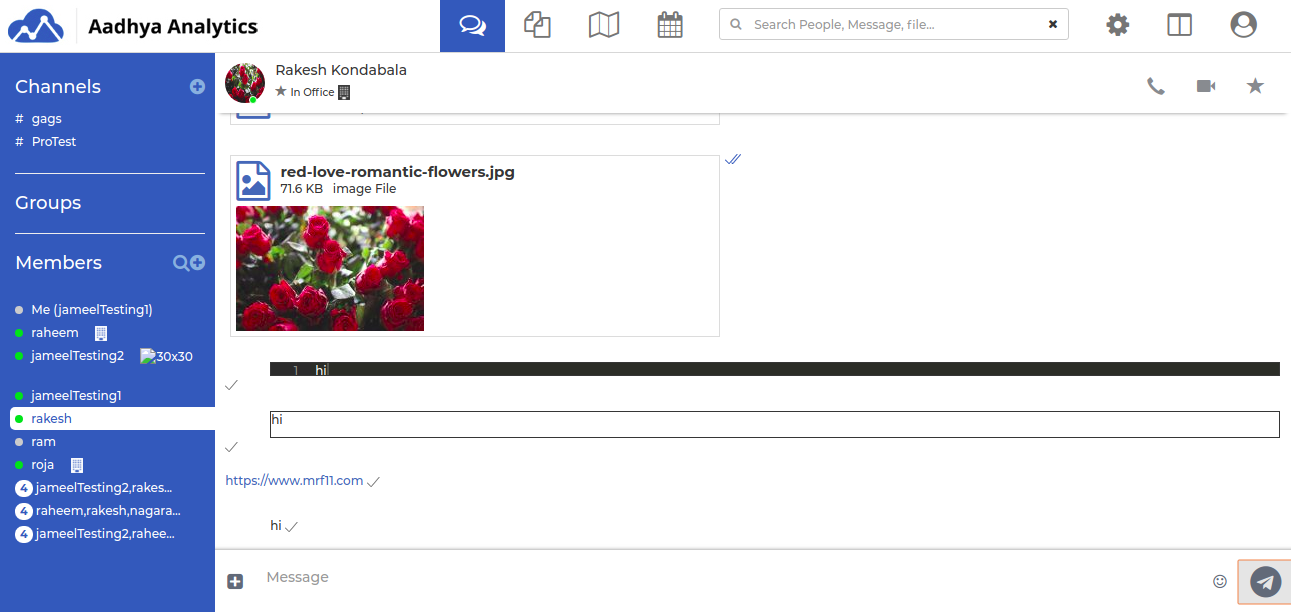 Aadhya Analytics
Search People, Message, file...
Channels
# gags
# ProTest
Groups
Members
Me (jameelTesting1)
raheem
jameelTesting2 30x30
jameelTesting1
rakesh
ram
roja
4 jameelTesting2,rakes...
4 raheem,rakesh,nagara...
4 jameelTesting2,rahee...
Rakesh Kondabala
In Office
red-love-romantic-flowers.jpg
71.6 KB image File
1 hi
hi
https://www.mrf11.com
hi
Message